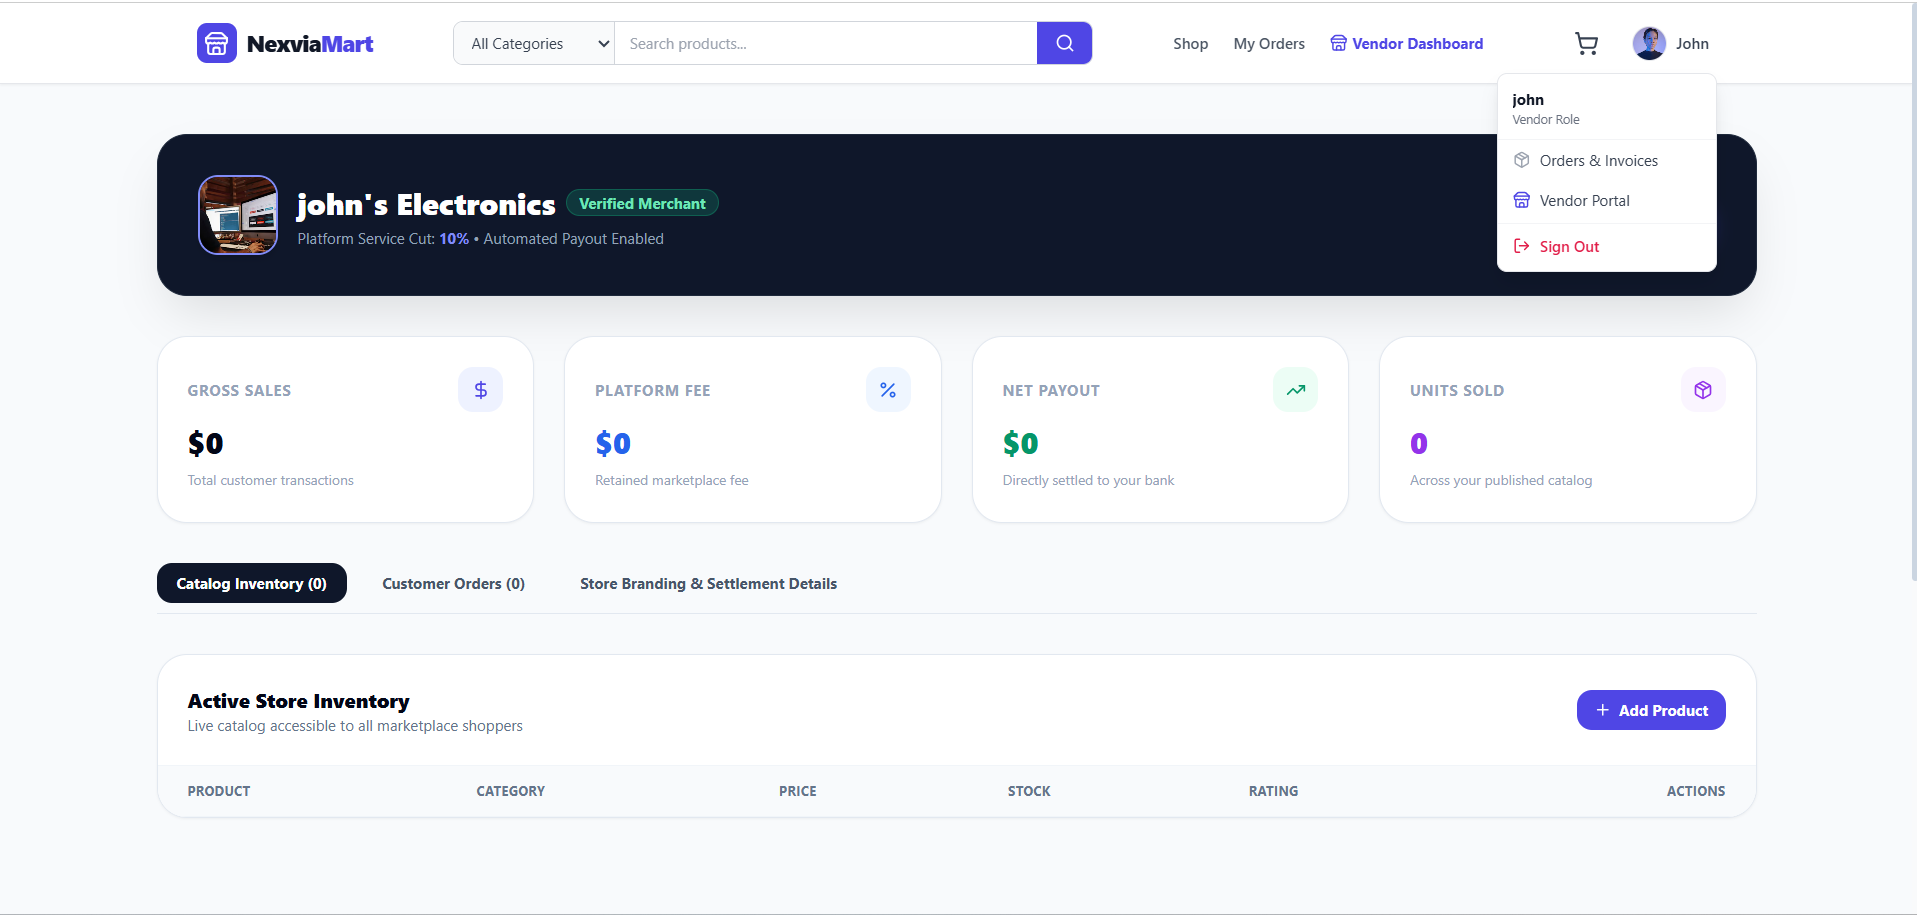 NexviaMart
All Categories
Search products...
Shop
My Orders
Vendor Dashboard
John
john
Vendor Role
Orders & Invoices
Vendor Portal
Sign Out
john's Electronics
Verified Merchant
Platform Service Cut: 10% • Automated Payout Enabled
GROSS SALES
$
$0
Total customer transactions
PLATFORM FEE
%
$0
Retained marketplace fee
NET PAYOUT
$0
Directly settled to your bank
UNITS SOLD
0
Across your published catalog
Catalog Inventory (0)
Customer Orders (0)
Store Branding & Settlement Details
Active Store Inventory
Live catalog accessible to all marketplace shoppers
+ Add Product
PRODUCT
CATEGORY
PRICE
STOCK
RATING
ACTIONS